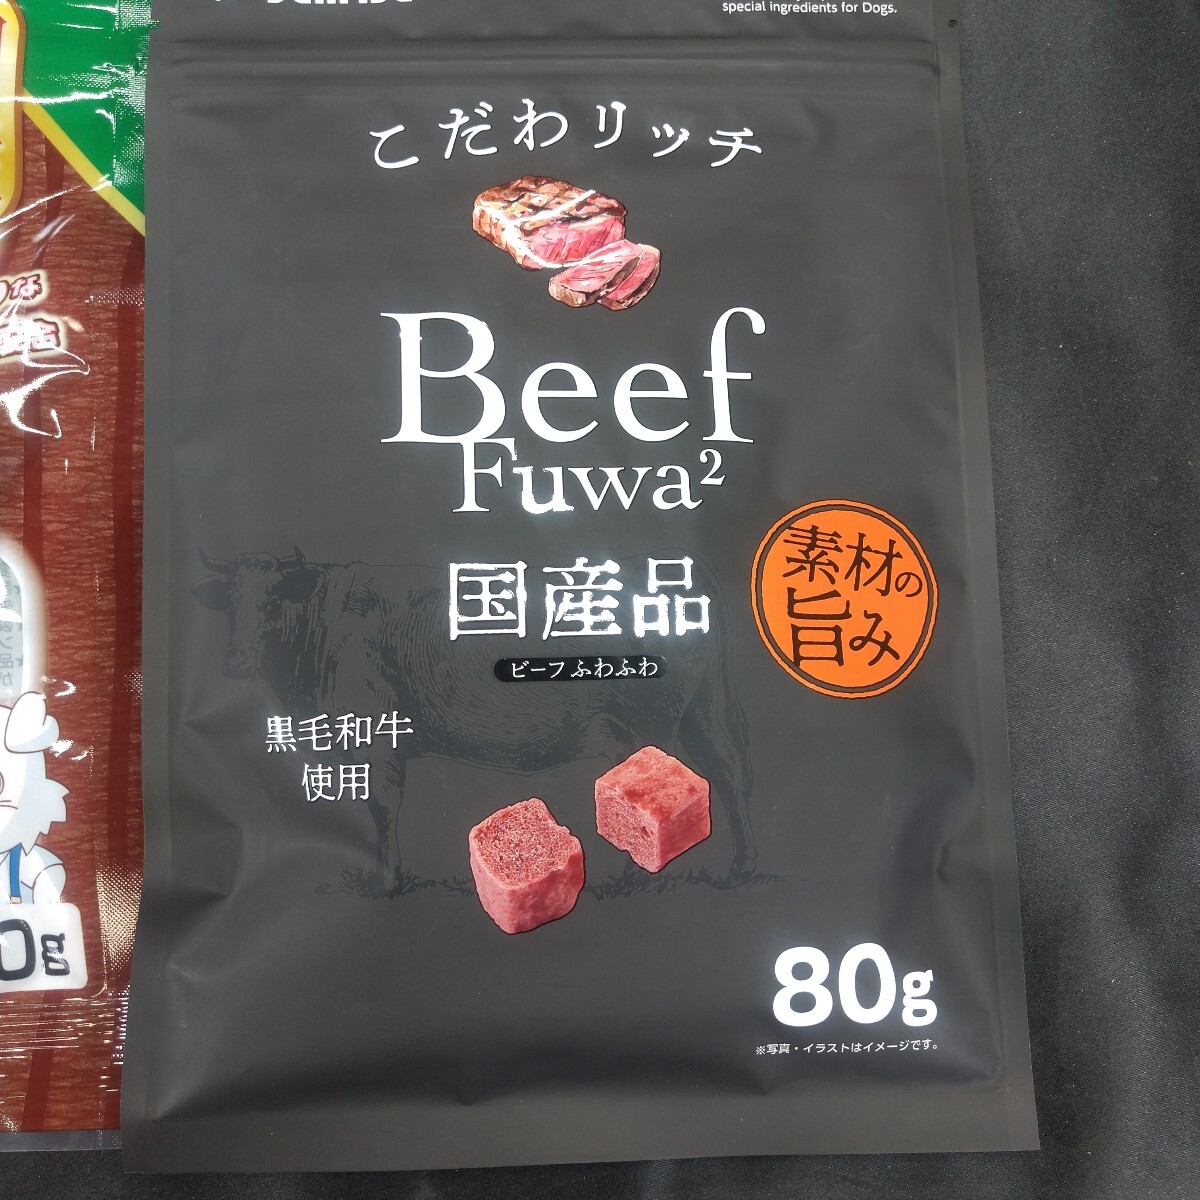 special ingredients for Dogs.
こだわリッチ
Beef
Fuwa²
国産品
ビーフふわふわ
素材の
旨み
黒毛和牛
使用
80g
※写真・イラストはイメージです。
0g